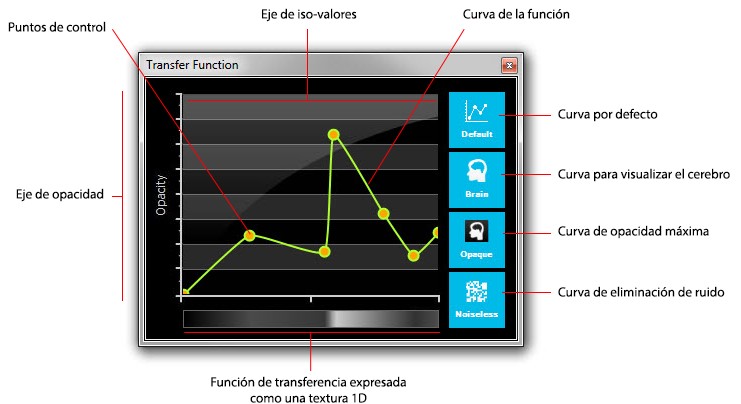 Eje de iso-valores
Curva de la función
Puntos de control
Transfer Function
Default
Curva por defecto
Brain
Curva para visualizar el cerebro
Eje de opacidad
Opacity
Opaque
Curva de opacidad máxima
Noiseless
Curva de eliminación de ruido
Función de transferencia expresada
como una textura 1D